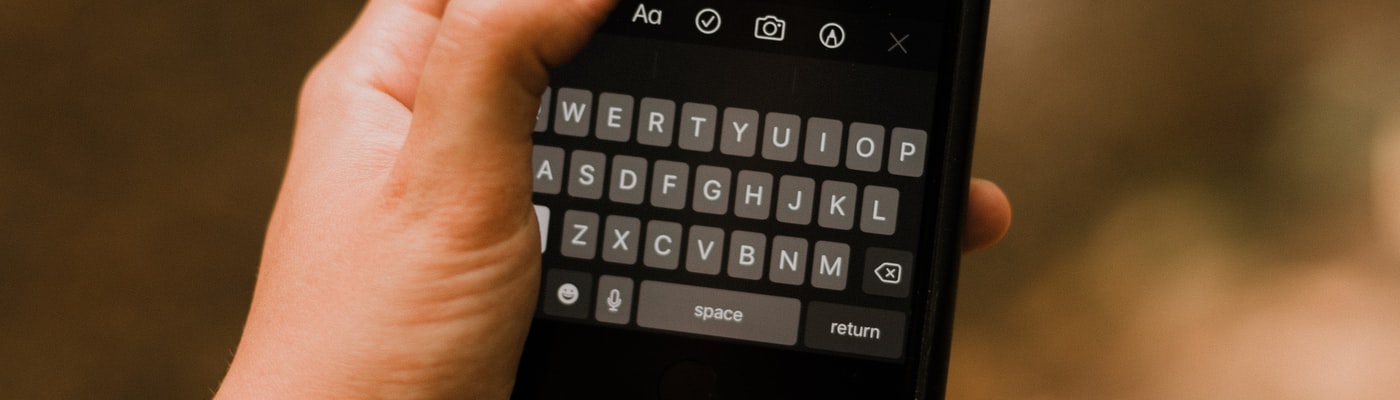 Aa
W E R T Y U I O P
A S D F G H J K L
Z X C V B N M
space return